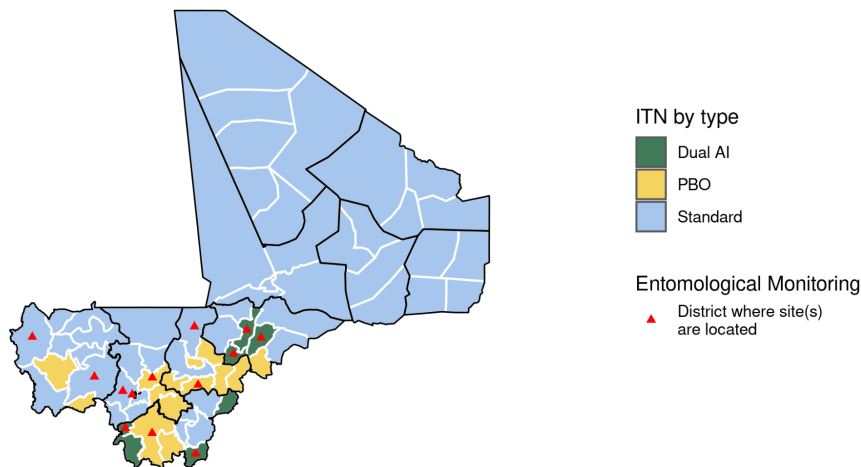 ITN by type
Dual AI
PBO
Standard
Entomological Monitoring
District where site(s)
are located